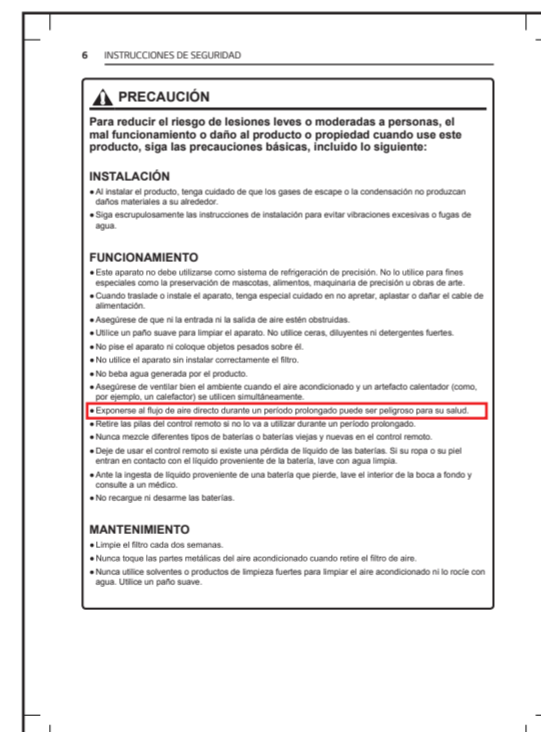 6 INSTRUCCIONES DE SEGURIDAD
PRECAUCIÓN
Para reducir el riesgo de lesiones leves o moderadas a personas, el
mal funcionamiento o daño al producto o propiedad cuando use este
producto, siga las precauciones básicas, incluido lo siguiente:
INSTALACIÓN
• Al instalar el producto, tenga cuidado de que los gases de escape o la condensación no produzcan
daños materiales a su alrededor.
• Siga escrupulosamente las instrucciones de instalación para evitar vibraciones excesivas o fugas de
agua.
FUNCIONAMIENTO
• Este aparato no debe utilizarse como sistema de refrigeración de precisión. No lo utilice para fines
especiales como la preservación de mascotas, alimentos, maquinaria de precisión u obras de arte.
• Cuando traslade o instale el aparato, tenga especial cuidado en no apretar, aplastar o dañar el cable de
alimentación.
• Asegúrese de que ni la entrada ni la salida de aire estén obstruidas.
• Utilice un paño suave para limpiar el aparato. No utilice ceras, diluyentes ni detergentes fuertes.
• No pise el aparato ni coloque objetos pesados sobre él.
• No utilice el aparato sin instalar correctamente el filtro.
• No beba agua generada por el producto.
• Asegúrese de ventilar bien el ambiente cuando el aire acondicionado y un artefacto calentador (como,
por ejemplo, un calefactor) se utilicen simultáneamente.
• Exponerse al flujo de aire directo durante un período prolongado puede ser peligroso para su salud.
• Retire las pilas del control remoto si no lo va a utilizar durante un período prolongado.
• Nunca mezcle diferentes tipos de baterías o baterías viejas y nuevas en el control remoto.
• Deje de usar el control remoto si existe una pérdida de líquido de las baterías. Si su ropa o su piel
entran en contacto con el líquido proveniente de la batería, lave con agua limpia.
• Ante la ingesta de líquido proveniente de una batería que pierde, lave el interior de la boca a fondo y
consulte a un médico.
• No recargue ni desarme las baterías.
MANTENIMIENTO
• Limpie el filtro cada dos semanas.
• Nunca toque las partes metálicas del aire acondicionado cuando retire el filtro de aire.
• Nunca utilice solventes o productos de limpieza fuertes para limpiar el aire acondicionado ni lo rocíe con
agua. Utilice un paño suave.